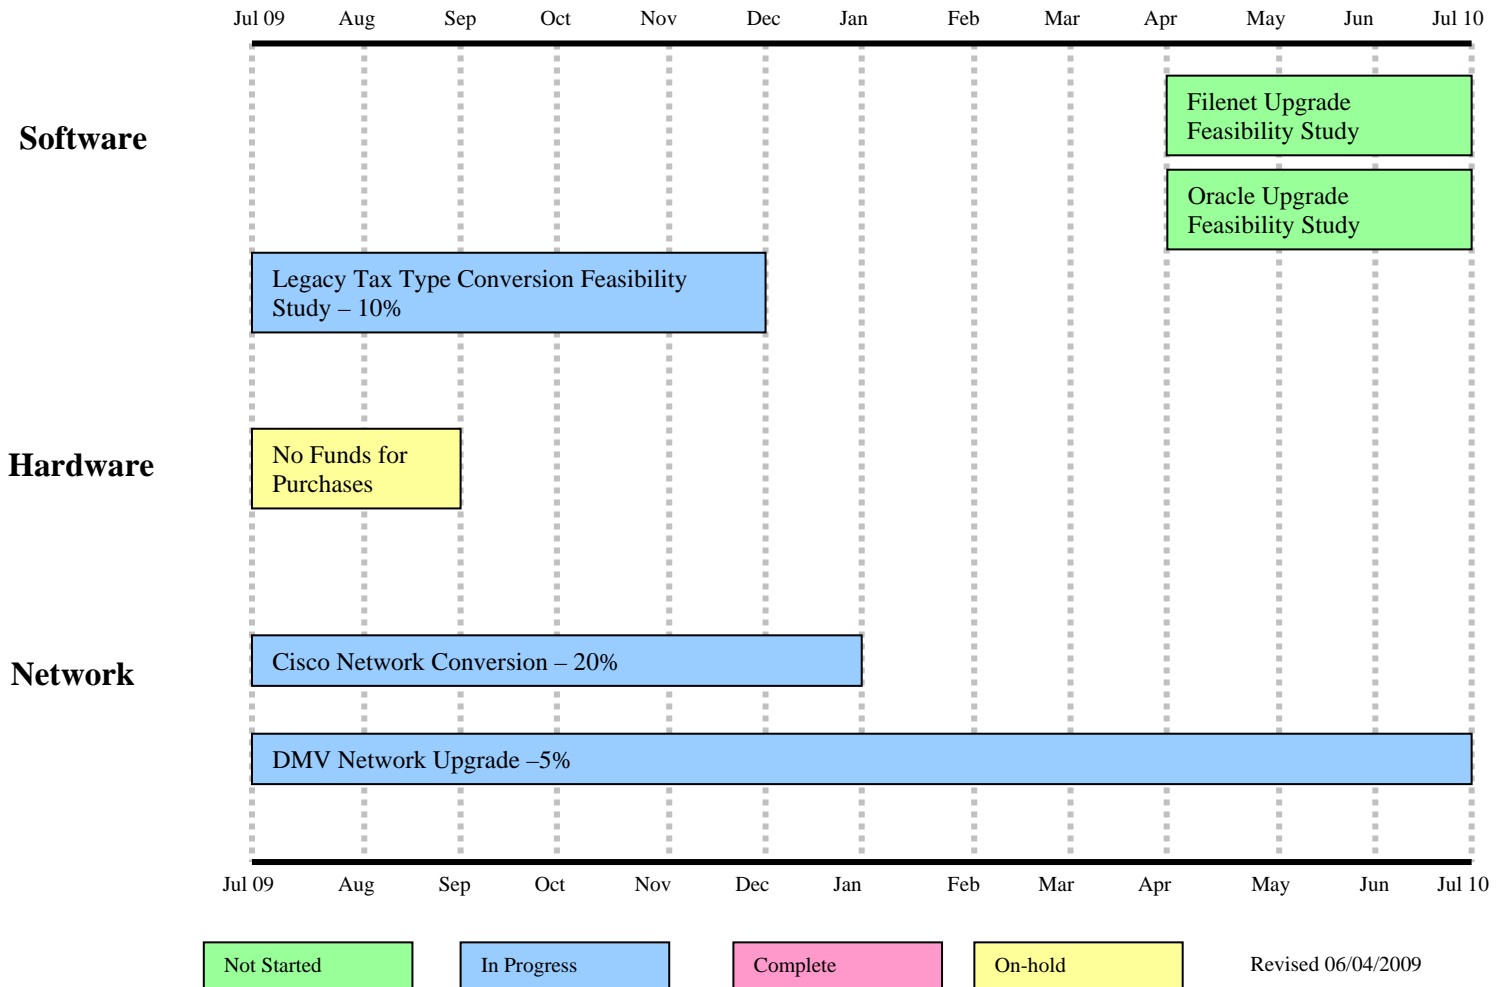 Jul 09 Aug Sep Oct Nov Dec Jan Feb Mar Apr May Jun Jul 10
Software
Filenet Upgrade
Feasibility Study
Oracle Upgrade
Feasibility Study
Legacy Tax Type Conversion Feasibility
Study – 10%
Hardware
No Funds for
Purchases
Network
Cisco Network Conversion – 20%
DMV Network Upgrade –5%
Jul 09 Aug Sep Oct Nov Dec Jan Feb Mar Apr May Jun Jul 10
Not Started In Progress Complete On-hold Revised 06/04/2009